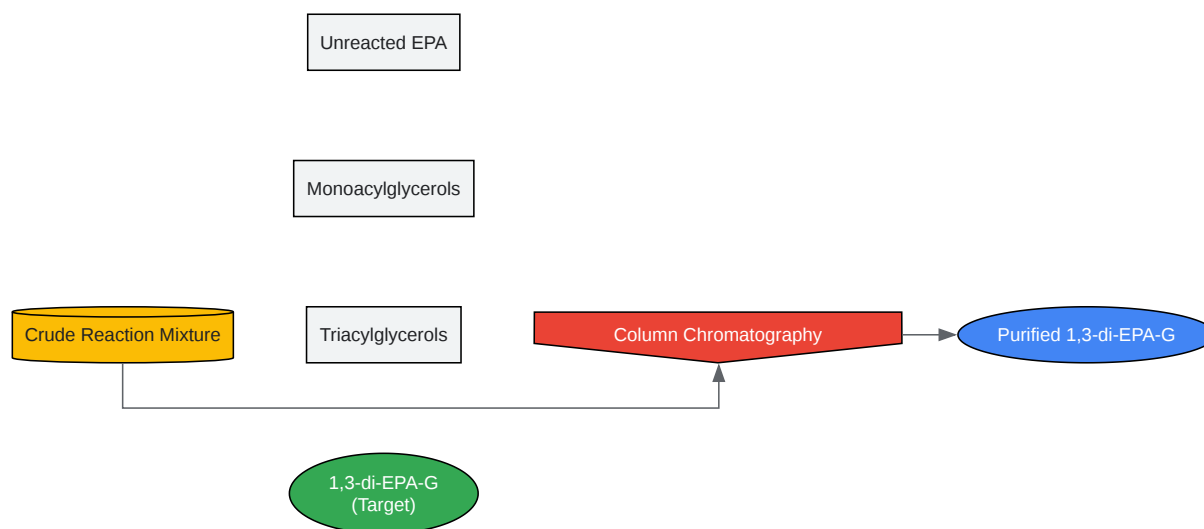 Unreacted EPA
Monoacylglycerols
Crude Reaction Mixture
Triacylglycerols
Column Chromatography
Purified 1,3-di-EPA-G
1,3-di-EPA-G
(Target)